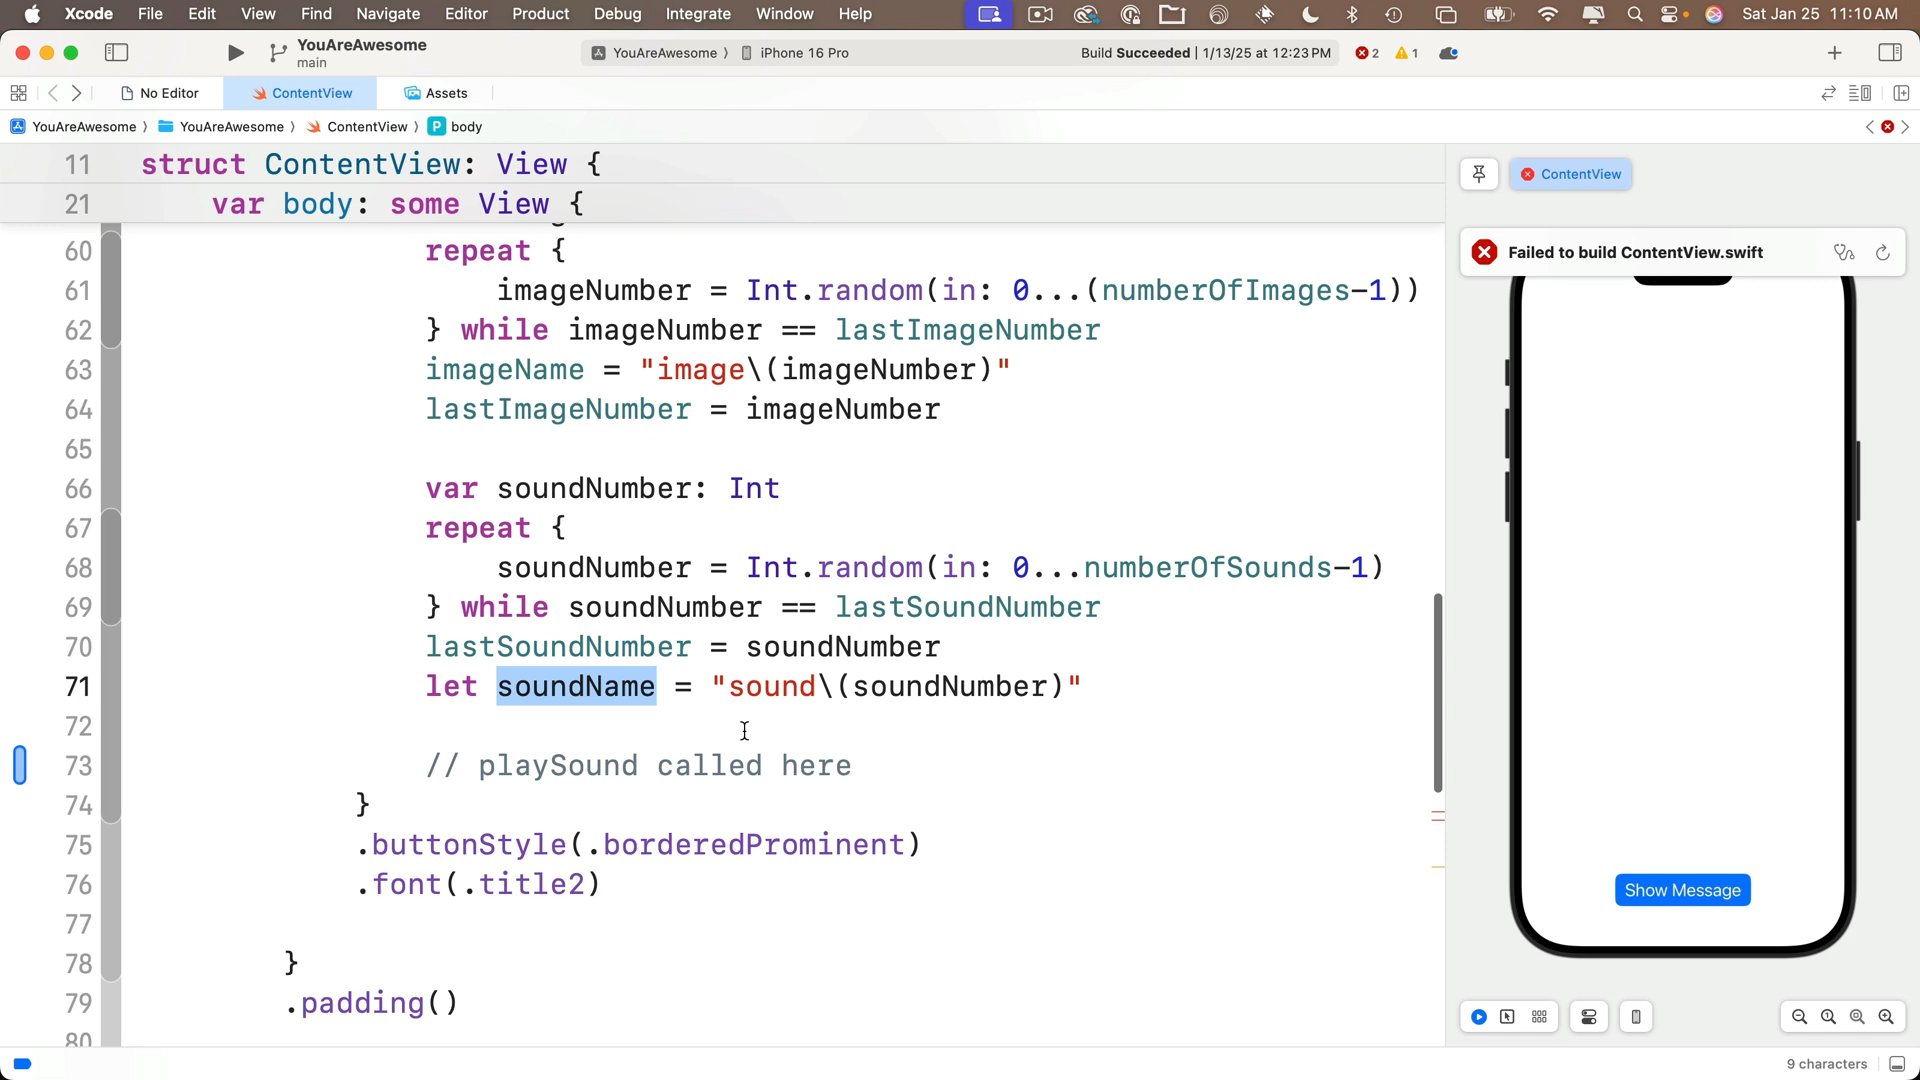 Xcode File Edit View Find Navigate Editor Product Debug Integrate Window Help Sat Jan 25 11:10 AM
YouAreAwesome
main
YouAreAwesome 〉 iPhone 16 Pro Build Succeeded | 1/13/25 at 12:23 PM 2 1
No Editor ContentView Assets
YouAreAwesome 〉 YouAreAwesome 〉 ContentView 〉 P body
11 struct ContentView: View {
21 var body: some View {
60 repeat {
61 imageNumber = Int.random(in: 0...(numberOfImages-1))
62 } while imageNumber == lastImageNumber
63 imageName = "image\(imageNumber)"
64 lastImageNumber = imageNumber
65
66 var soundNumber: Int
67 repeat {
68 soundNumber = Int.random(in: 0...numberOfSounds-1)
69 } while soundNumber == lastSoundNumber
70 lastSoundNumber = soundNumber
71 let soundName = "sound\(soundNumber)"
72
73 // playSound called here
74 }
75 .buttonStyle(.borderedProminent)
76 .font(.title2)
77
78 }
79 .padding()
80
ContentView
Failed to build ContentView.swift
Show Message
9 characters